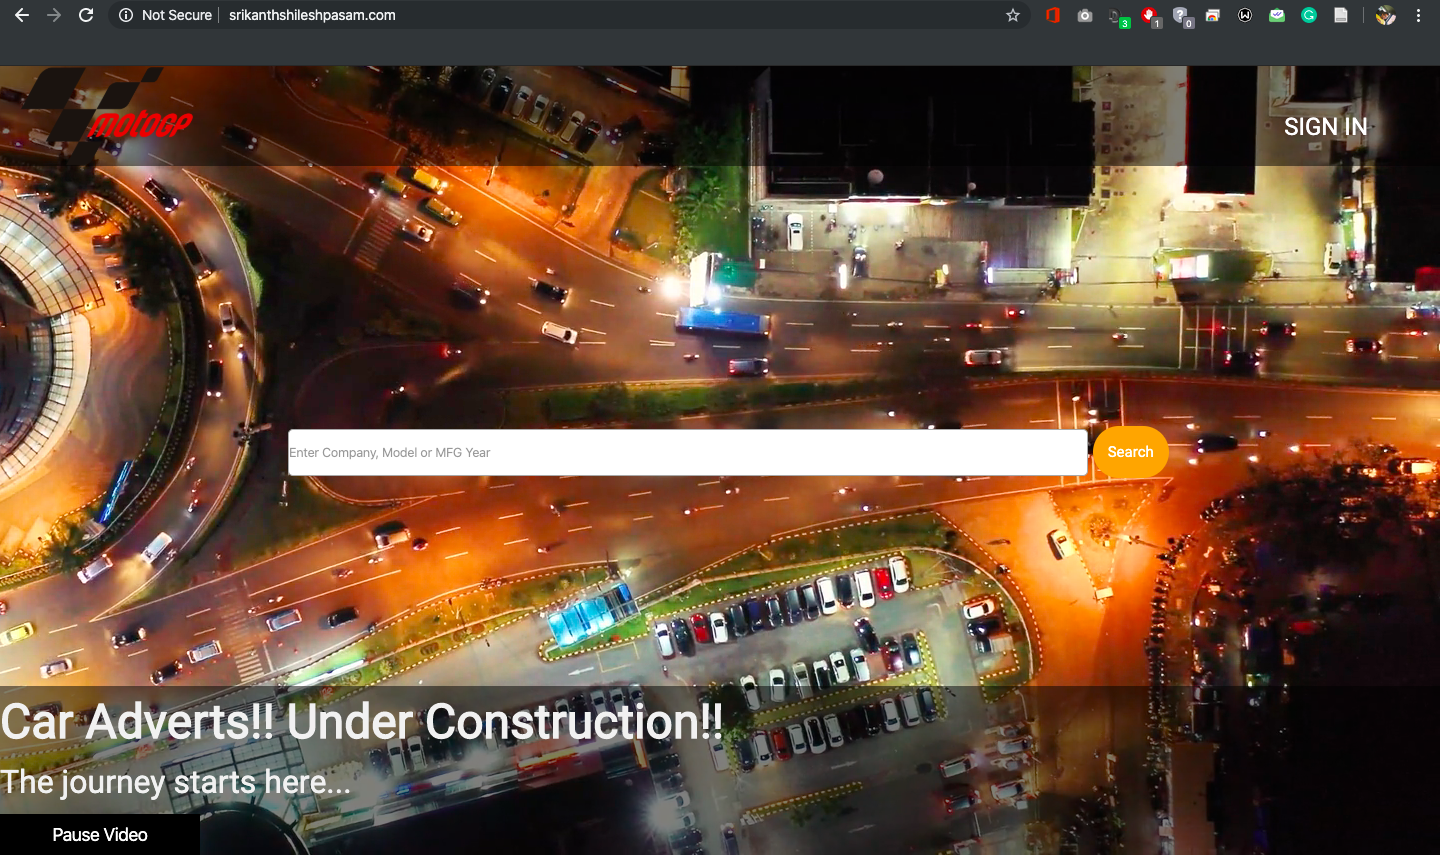 Not Secure srikanthshileshpasam.com
3 1 0
motoGP
SIGN IN
Enter Company, Model or MFG Year
Search
Car Adverts!! Under Construction!!
The journey starts here...
Pause Video